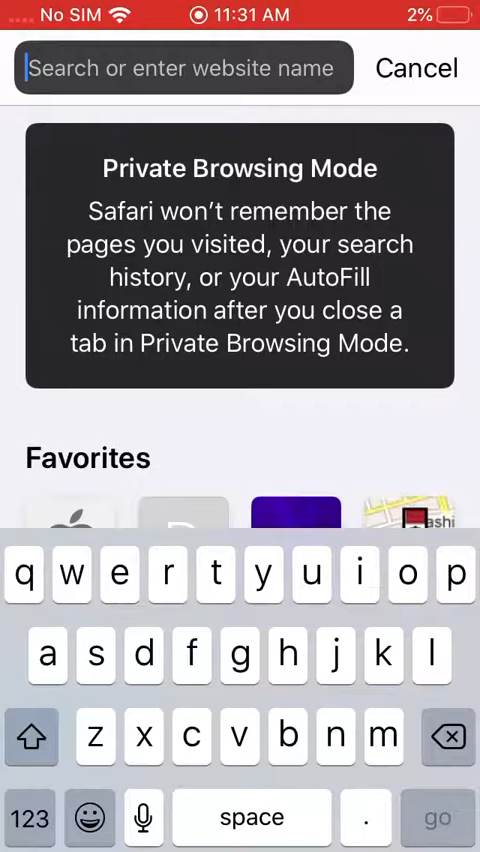 No SIM 11:31 AM 2%
Search or enter website name Cancel
Private Browsing Mode
Safari won’t remember the
pages you visited, your search
history, or your AutoFill
information after you close a
tab in Private Browsing Mode.
Favorites
D
ashi
q w e r t y u i o p
a s d f g h j k l
z x c v b n m
123 space . go